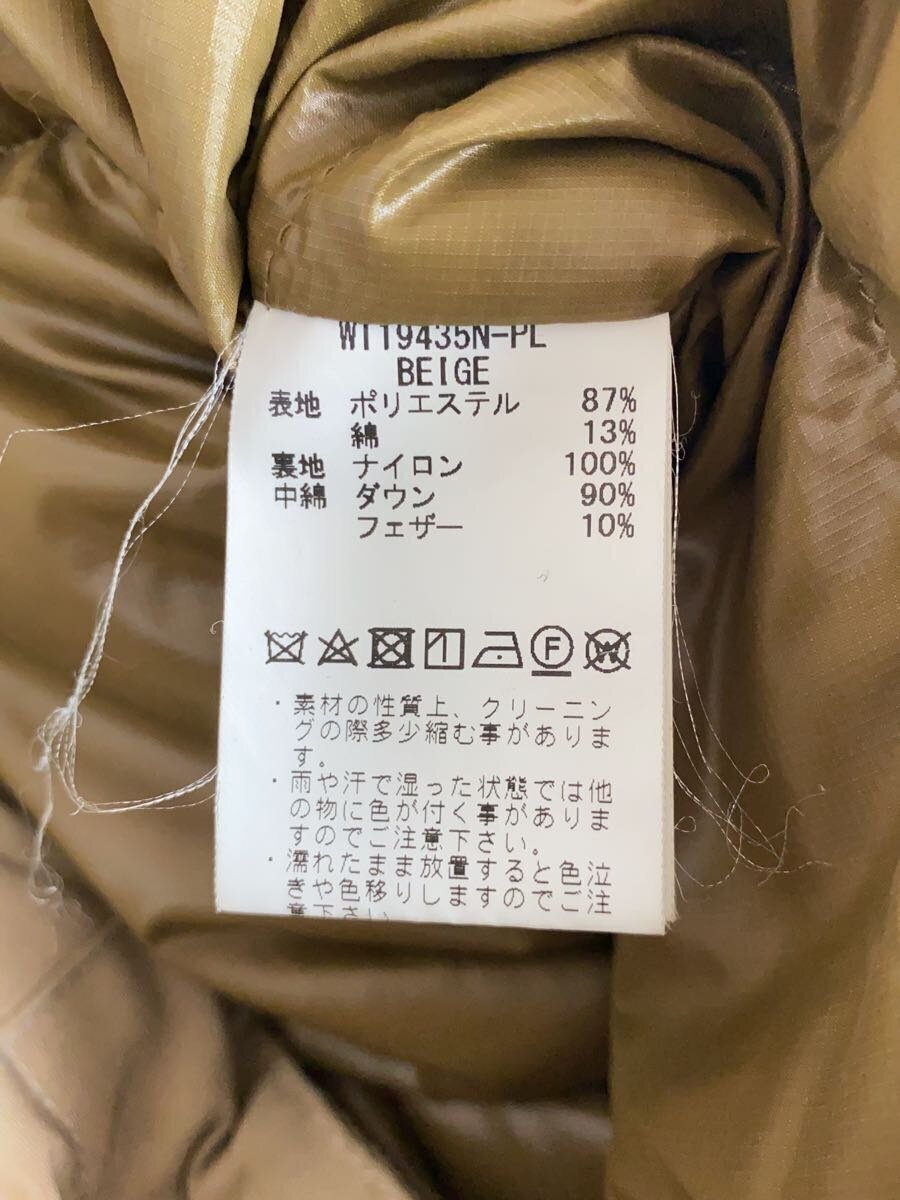 WI19435N-PL
BEIGE
表地 ポリエステル 87%
綿 13%
裏地 ナイロン 100%
中綿 ダウン 90%
フェザー 10%
F
W
・素材の性質上、クリーニン
グの際多少縮む事がありま
す。
・雨や汗で湿った状態では他
の物に色が付く事がありま
すのでご注意下さい。
・濡れたまま放置すると色泣
きや色移りしますのでご注
意下さい